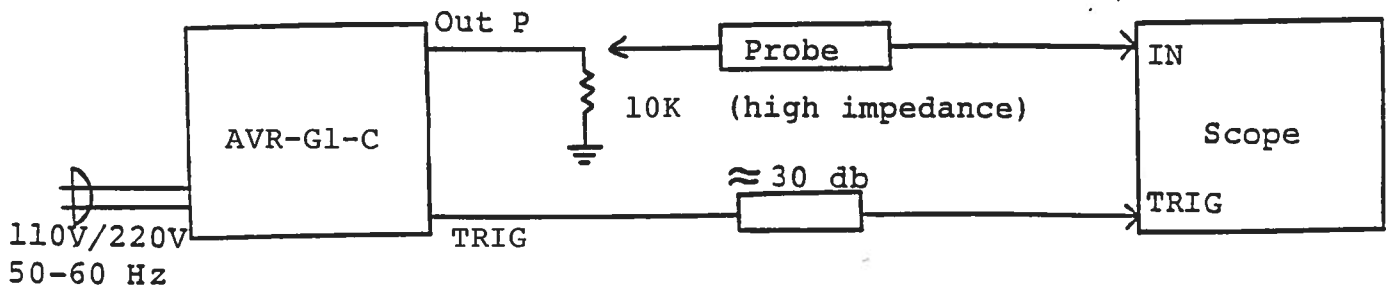 Out P
Probe
IN
10K (high impedance)
AVR-G1-C
Scope
≈ 30 db
TRIG
TRIG
110V/220V
50-60 Hz